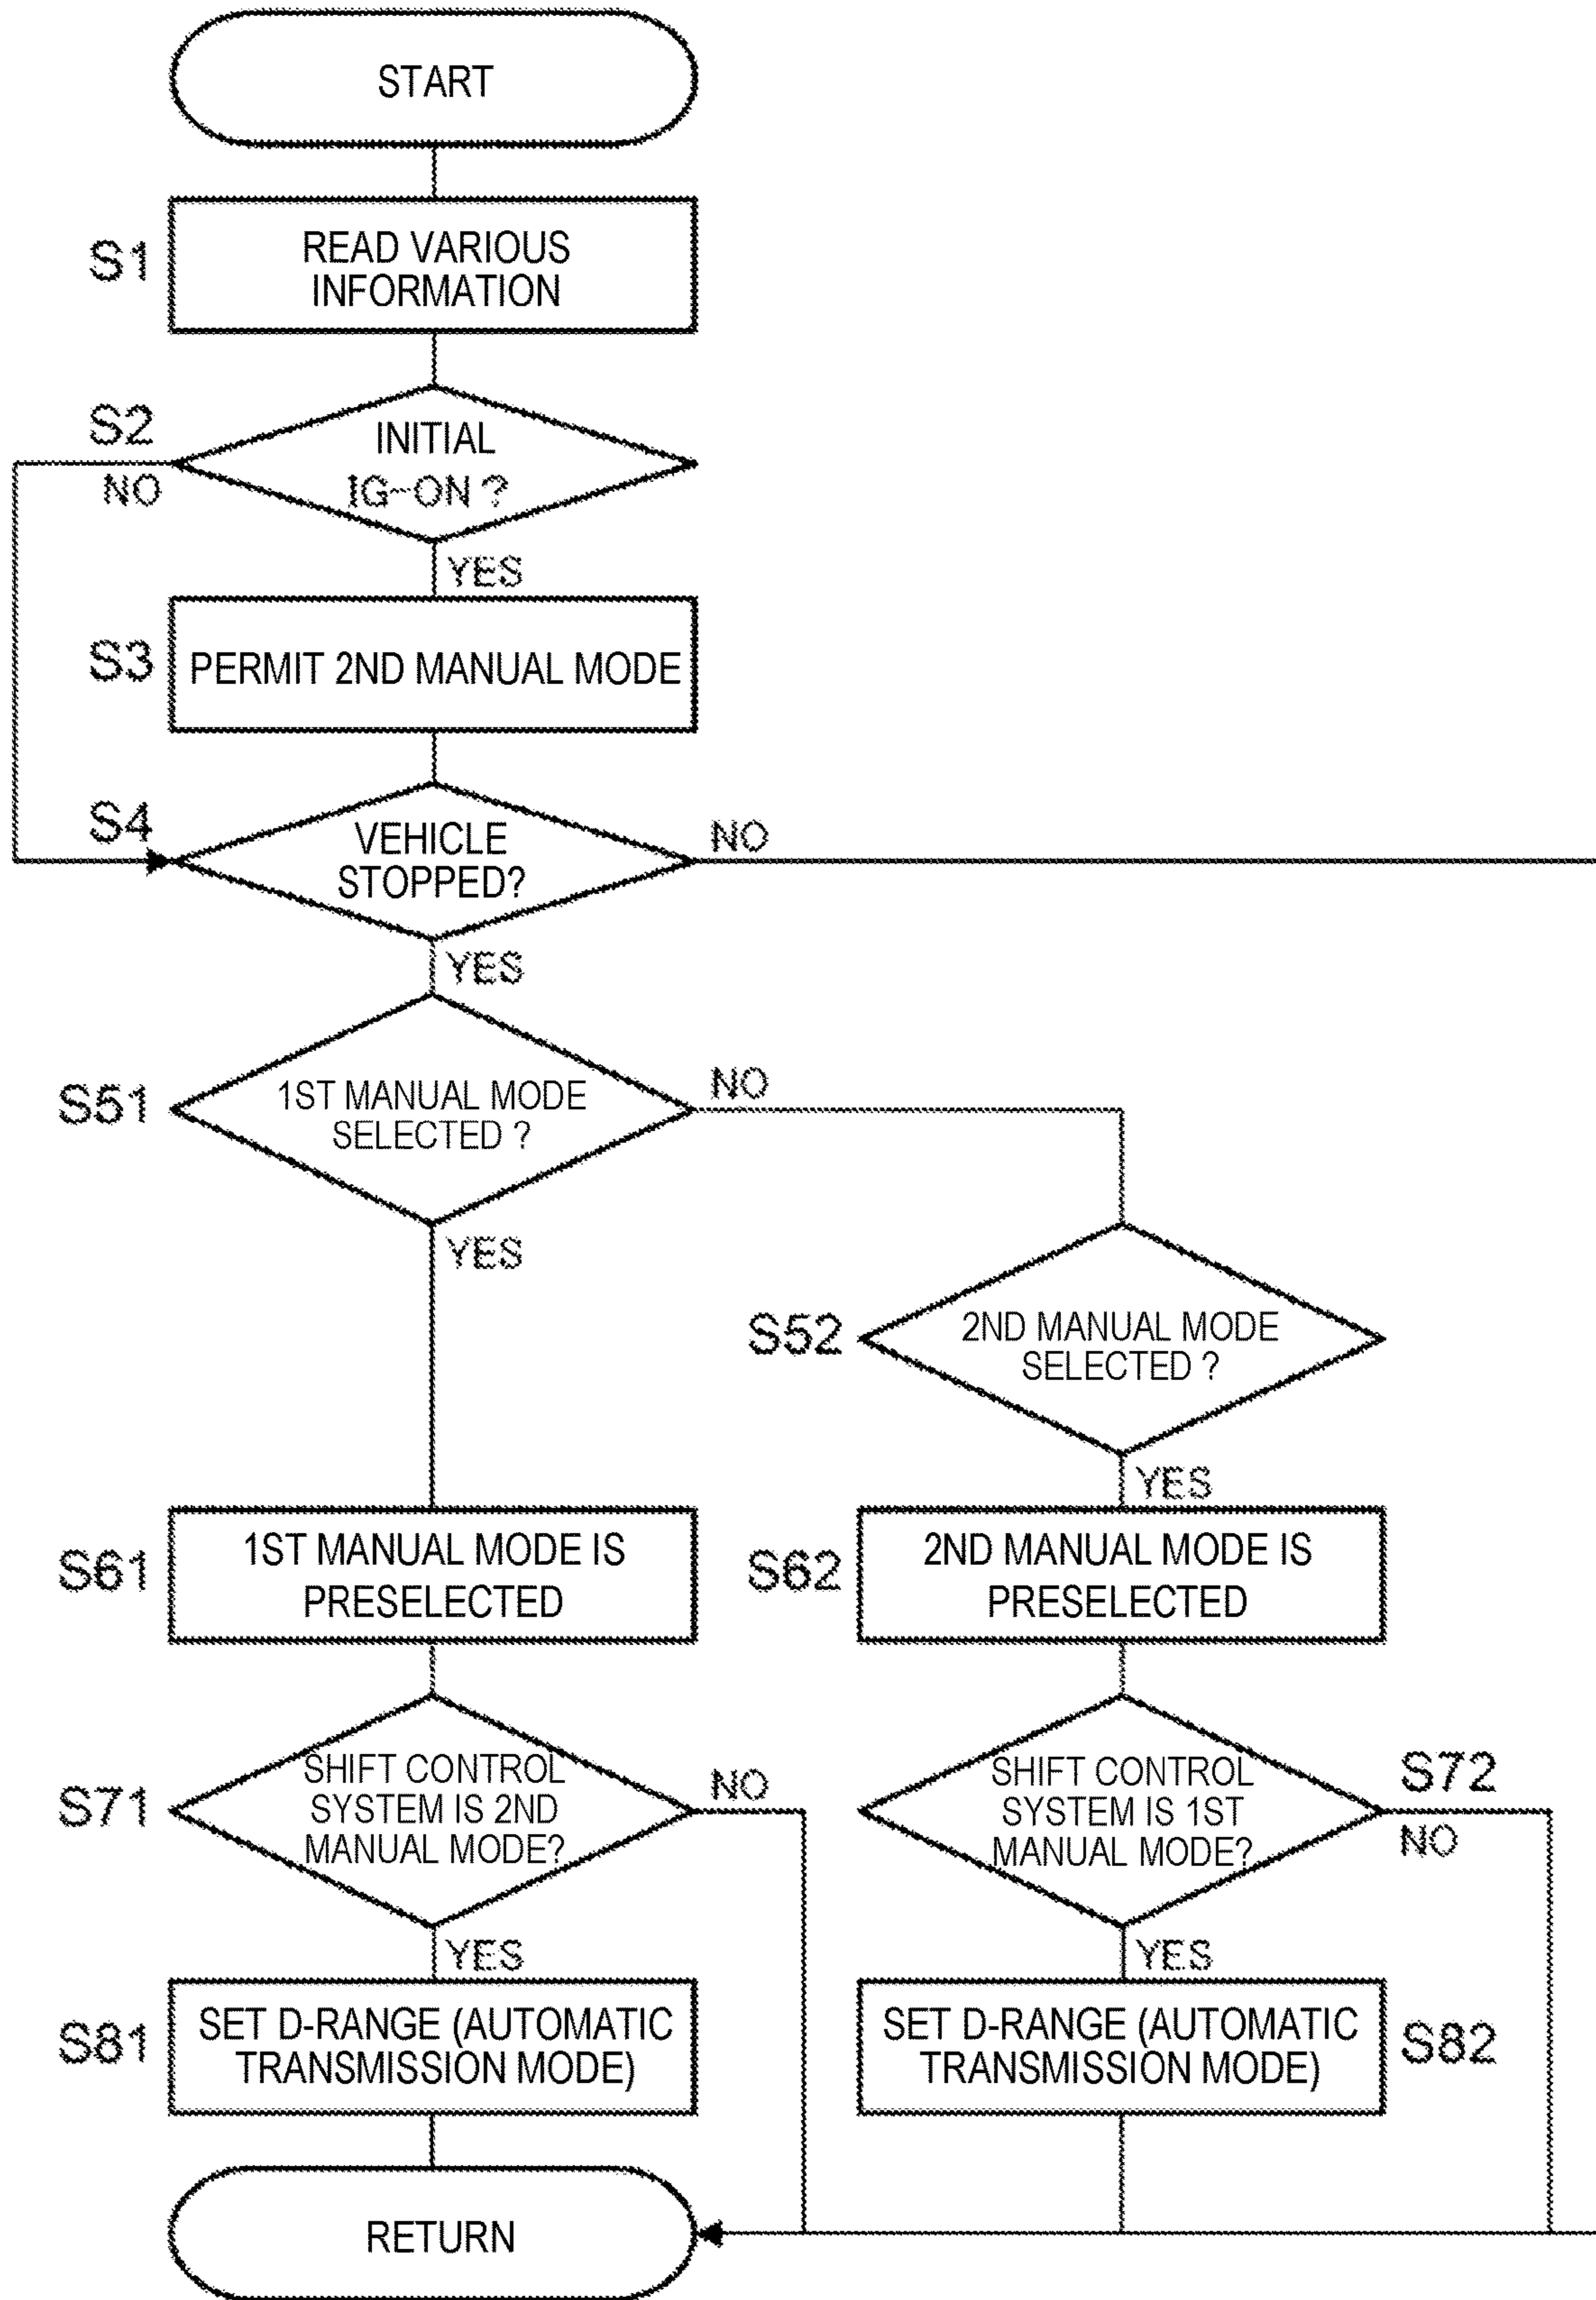 START
S1
READ VARIOUS
INFORMATION
S2
NO
INITIAL
IG-ON ?
YES
S3
PERMIT 2ND MANUAL MODE
S4
VEHICLE
STOPPED?
NO
YES
S51
1ST MANUAL MODE
SELECTED ?
NO
YES
S52
2ND MANUAL MODE
SELECTED ?
YES
S61
1ST MANUAL MODE IS
PRESELECTED
S62
2ND MANUAL MODE IS
PRESELECTED
S71
SHIFT CONTROL
SYSTEM IS 2ND
MANUAL MODE?
NO
YES
SHIFT CONTROL
SYSTEM IS 1ST
MANUAL MODE?
S72
NO
YES
S81
SET D-RANGE (AUTOMATIC
TRANSMISSION MODE)
SET D-RANGE (AUTOMATIC
TRANSMISSION MODE)
S82
RETURN